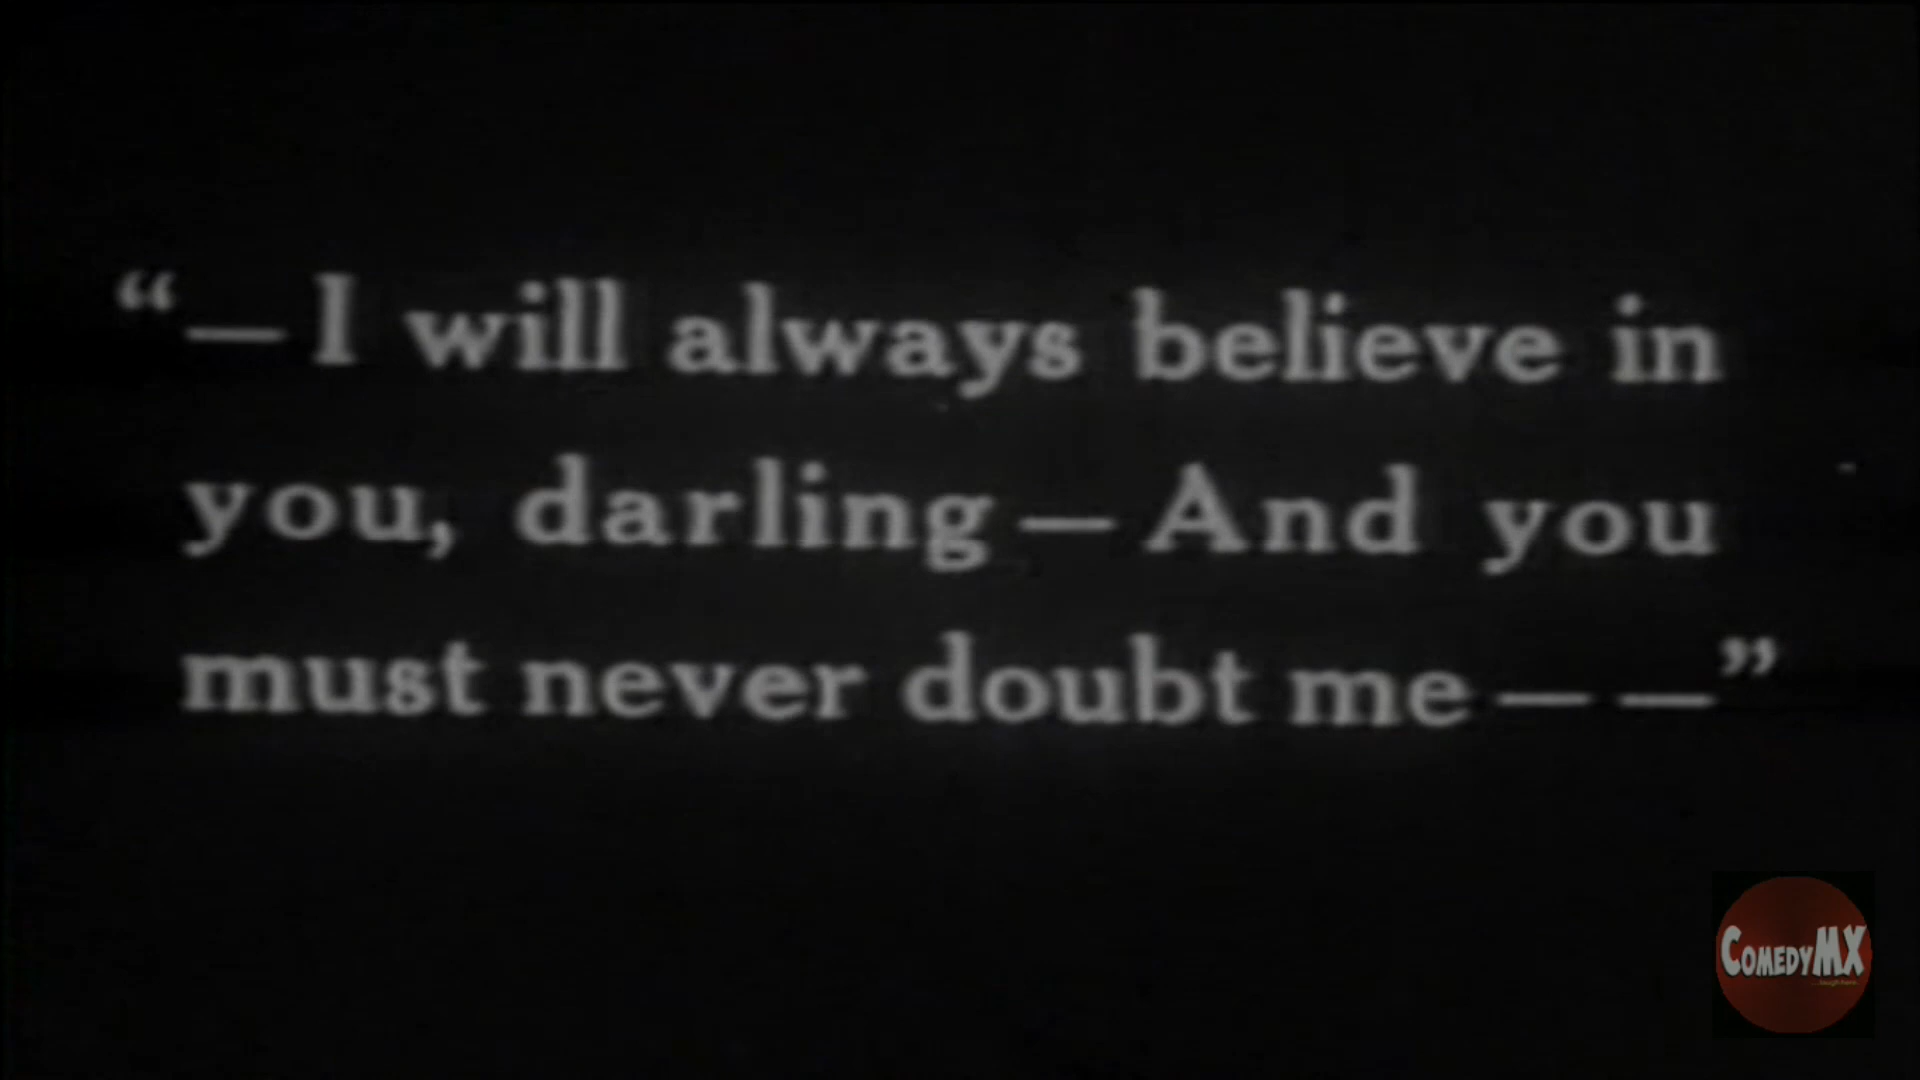 “—I will always believe in
you, darling—And you
must never doubt me— —”
COMEDYMX